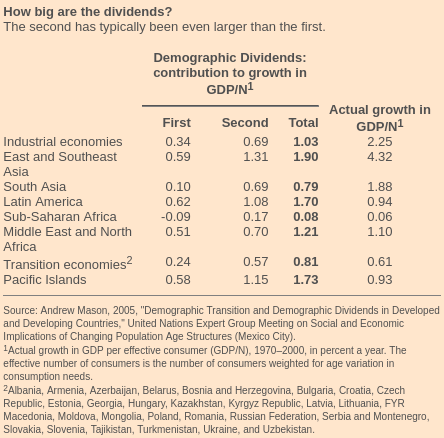 How big are the dividends?
The second has typically been even larger than the first.
Demographic Dividends:
contribution to growth in
GDP/N1
Actual growth in
GDP/N1
First Second Total
Industrial economies 0.34 0.69 1.03 2.25
East and Southeast 0.59 1.31 1.90 4.32
Asia
South Asia 0.10 0.69 0.79 1.88
Latin America 0.62 1.08 1.70 0.94
Sub-Saharan Africa -0.09 0.17 0.08 0.06
Middle East and North 0.51 0.70 1.21 1.10
Africa
Transition economies2 0.24 0.57 0.81 0.61
Pacific Islands 0.58 1.15 1.73 0.93
Source: Andrew Mason, 2005, "Demographic Transition and Demographic Dividends in Developed
and Developing Countries," United Nations Expert Group Meeting on Social and Economic
Implications of Changing Population Age Structures (Mexico City).
1Actual growth in GDP per effective consumer (GDP/N), 1970–2000, in percent a year. The
effective number of consumers is the number of consumers weighted for age variation in
consumption needs.
2Albania, Armenia, Azerbaijan, Belarus, Bosnia and Herzegovina, Bulgaria, Croatia, Czech
Republic, Estonia, Georgia, Hungary, Kazakhstan, Kyrgyz Republic, Latvia, Lithuania, FYR
Macedonia, Moldova, Mongolia, Poland, Romania, Russian Federation, Serbia and Montenegro,
Slovakia, Slovenia, Tajikistan, Turkmenistan, Ukraine, and Uzbekistan.